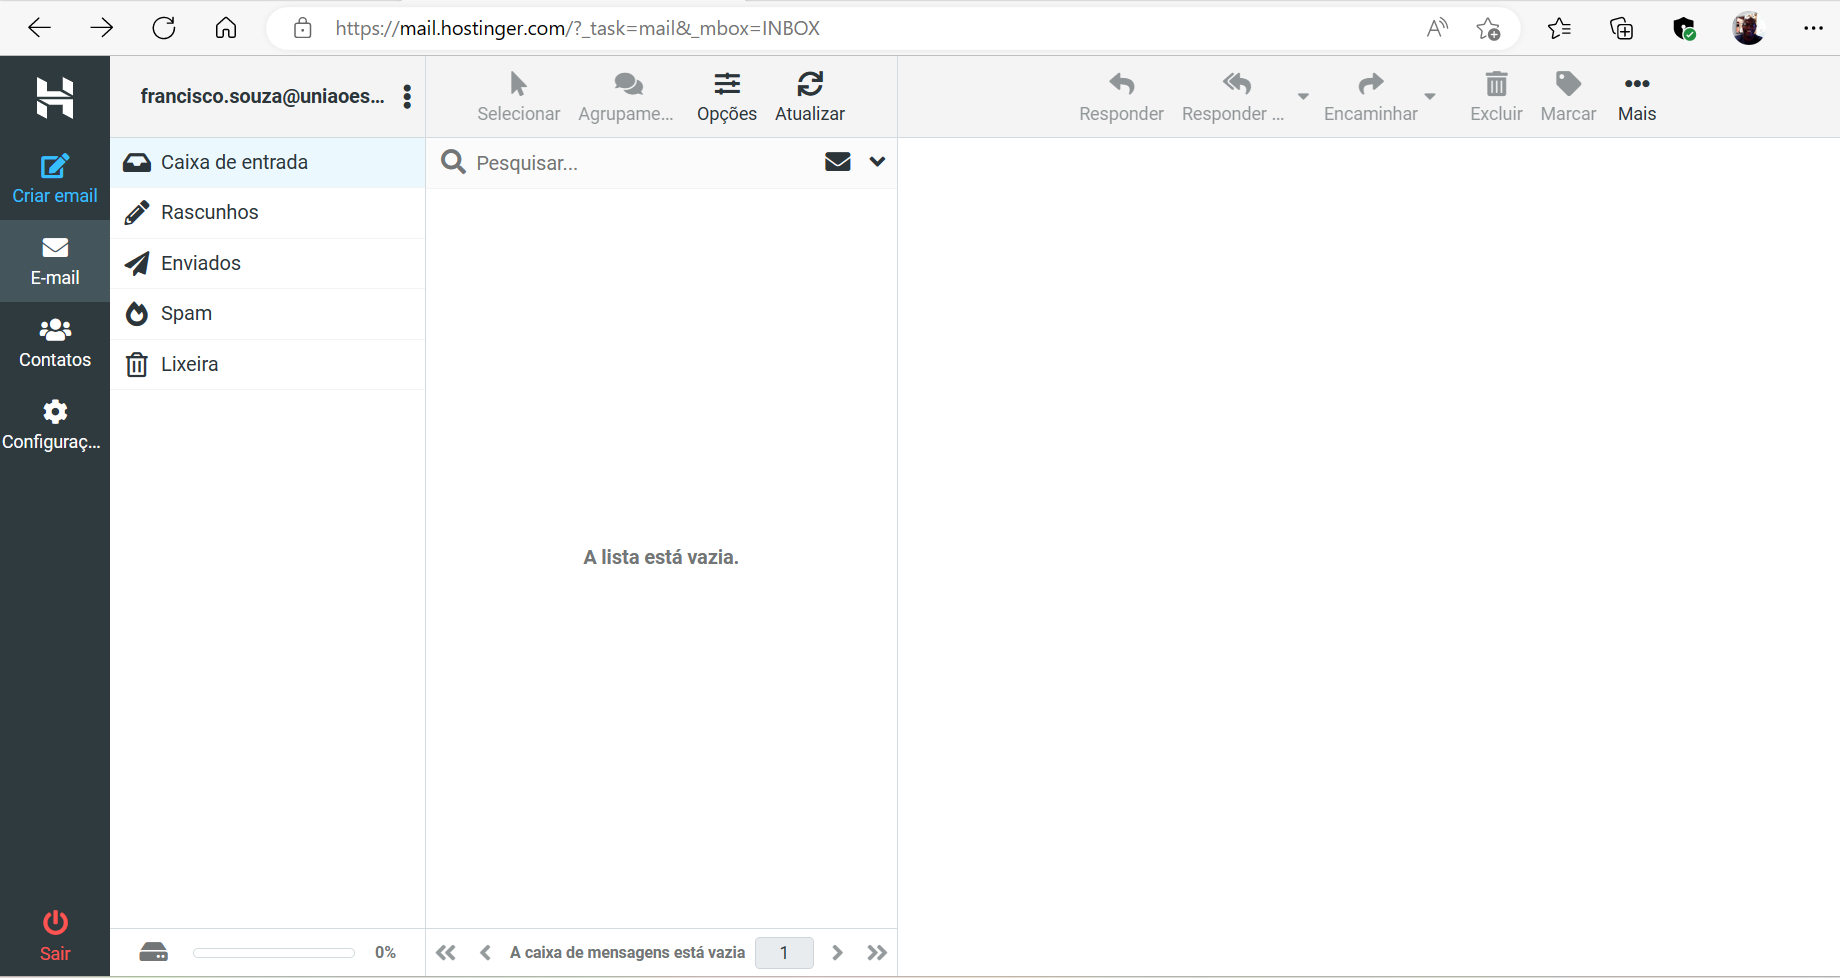 https://mail.hostinger.com/?_task=mail&_mbox=INBOX
francisco.souza@uniaoes...
Selecionar
Agrupame...
Opções
Atualizar
Responder
Responder ...
Encaminhar
Excluir
Marcar
Mais
Criar email
E-mail
Contatos
Configuraç...
Sair
Caixa de entrada
Rascunhos
Enviados
Spam
Lixeira
0%
Pesquisar...
A lista está vazia.
A caixa de mensagens está vazia
1